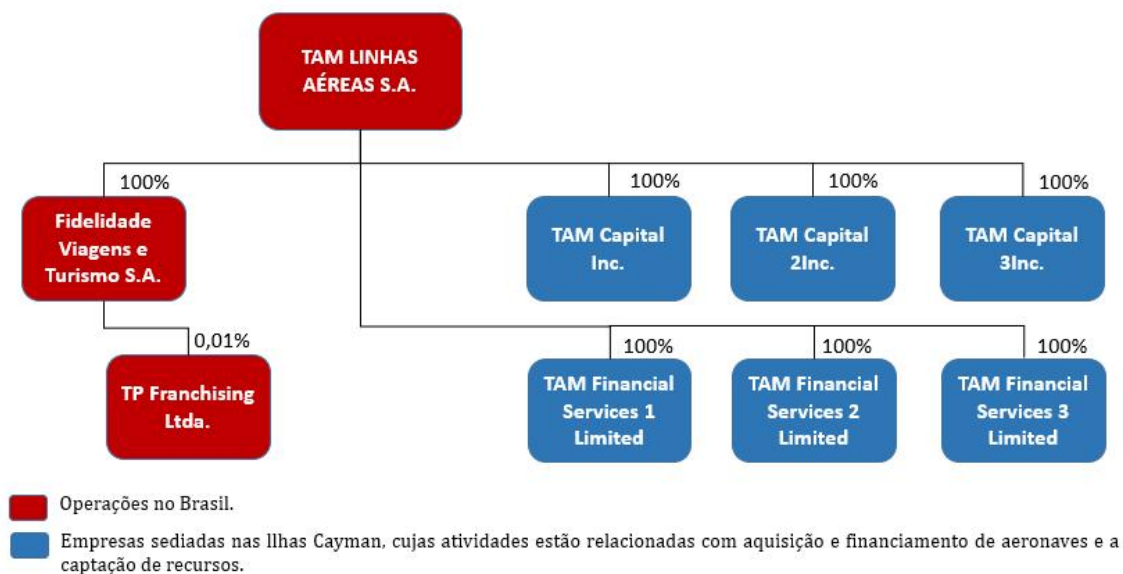 TAM LINHAS
AÉREAS S.A.
100%
100%
100%
100%
Fidelidade
Viagens e
Turismo S.A.
TAM Capital
Inc.
TAM Capital
2Inc.
TAM Capital
3Inc.
0,01%
100%
100%
100%
TP Franchising
Ltda.
TAM Financial
Services 1
Limited
TAM Financial
Services 2
Limited
TAM Financial
Services 3
Limited
Operações no Brasil.
Empresas sediadas nas Ilhas Cayman, cujas atividades estão relacionadas com aquisição e financiamento de aeronaves e a
captação de recursos.